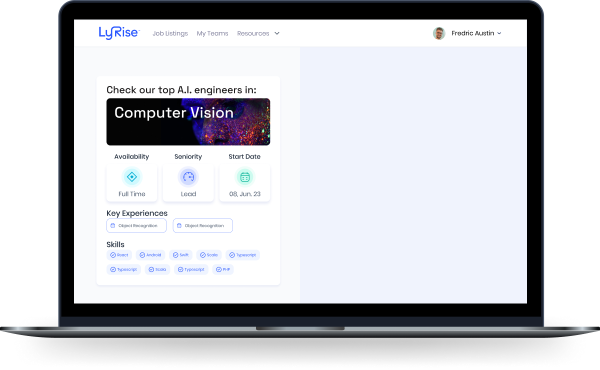 LyRise
Job Listings My Teams Resources
Fredric Austin
Check our top A.I. engineers in:
Computer Vision
Availability Seniority Start Date
Full Time Lead 08, Jun. 23
Key Experiences
Object Recognition Object Recognition
Skills
React Android Swift Scala Typescript
Typescript Scala Typescript PHP